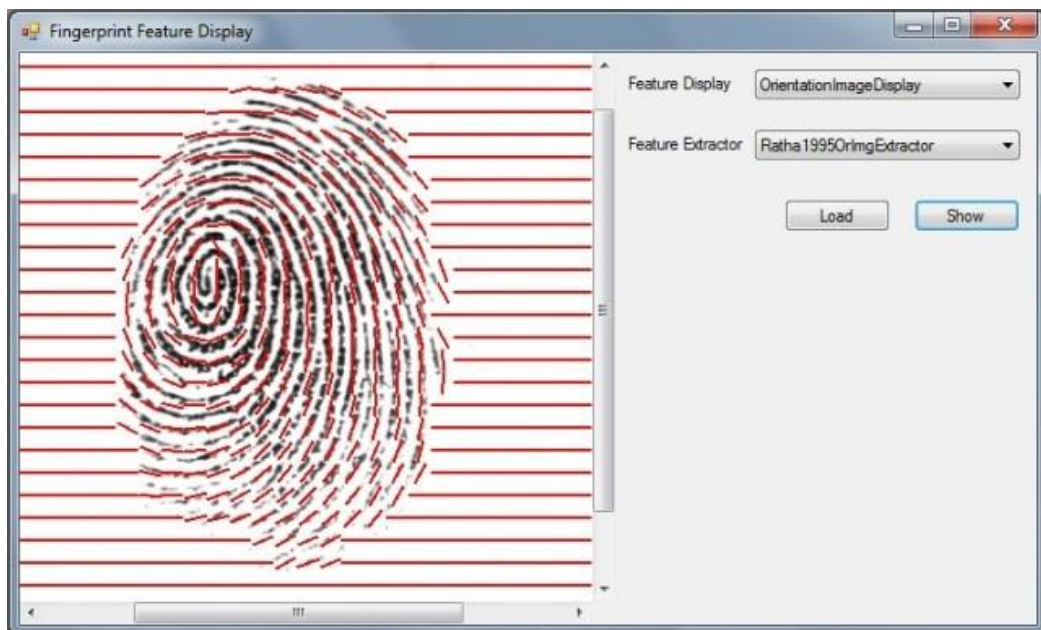 Fingerprint Feature Display
Feature Display OrientationImageDisplay
Feature Extractor Ratha1995OrImgExtractor
Load Show